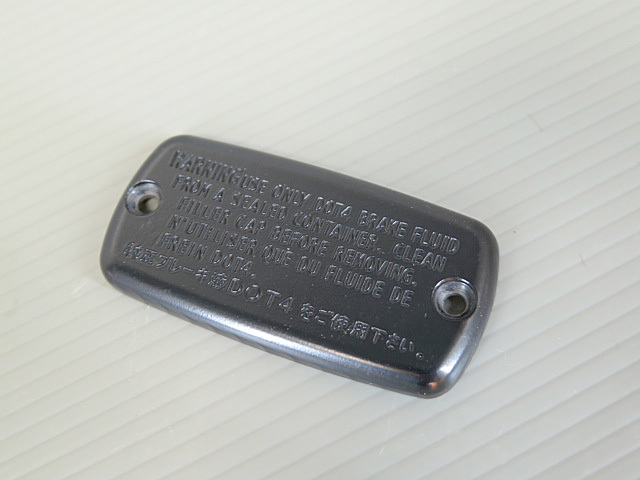 WARNING USE ONLY DOT4 BRAKE FLUID
FROM A SEALED CONTAINER. CLEAN
FILLER CAP BEFORE REMOVING.
N'UTILISER QUE DU FLUIDE DE
FREIN DOT4.
ブレーキ液DOT4をご使用下さい。